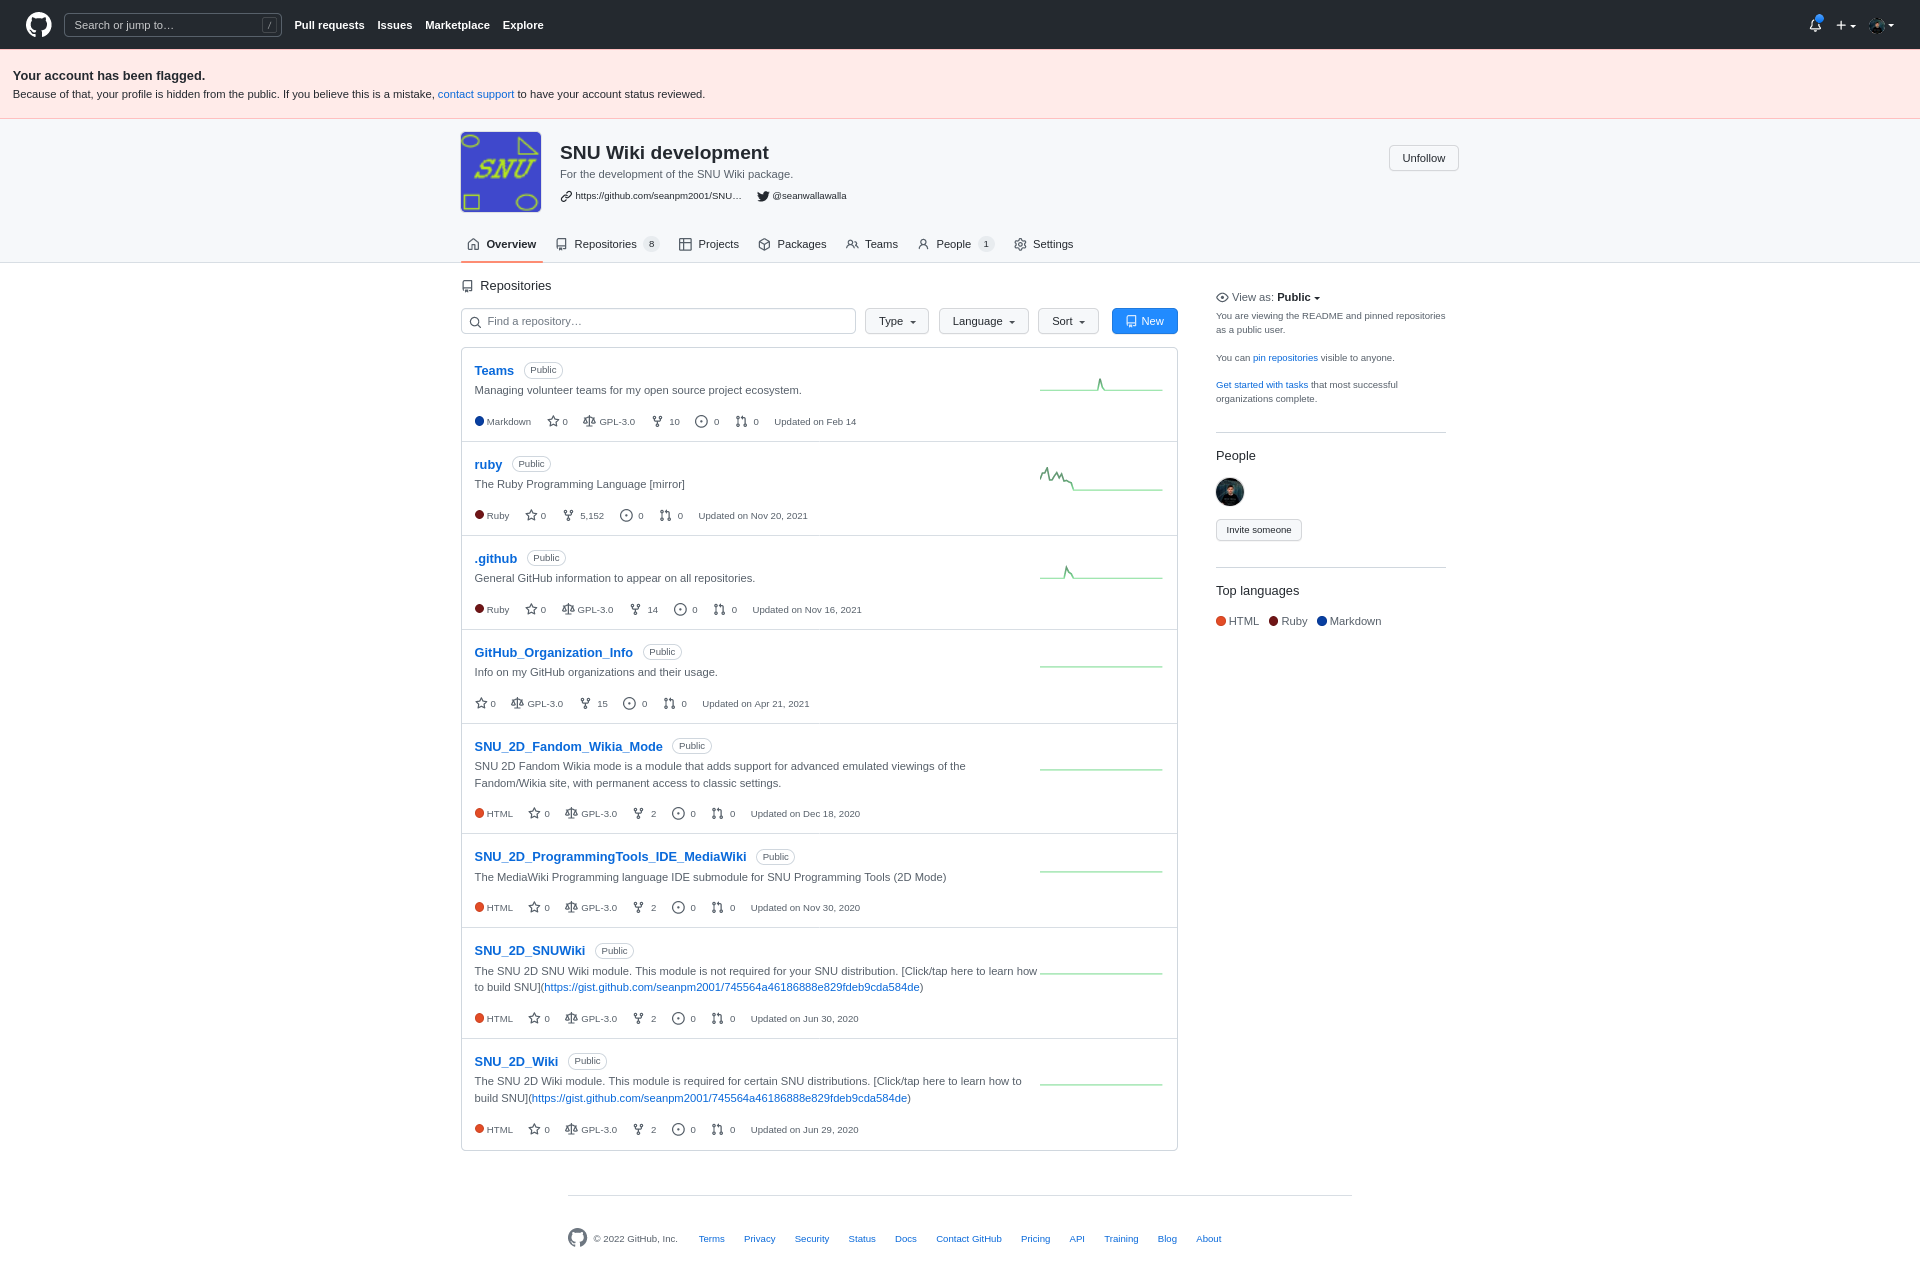 Search or jump to…
/
Pull requests Issues Marketplace Explore
Your account has been flagged.
Because of that, your profile is hidden from the public. If you believe this is a mistake, contact support to have your account status reviewed.
SNU
SNU Wiki development
For the development of the SNU Wiki package.
https://github.com/seanpm2001/SNU… @seanwallawalla
Unfollow
Overview Repositories 8 Projects Packages Teams People 1 Settings
Repositories
Find a repository…
Type Language Sort New
Teams Public
Managing volunteer teams for my open source project ecosystem.
Markdown 0 GPL-3.0 10 0 0 Updated on Feb 14
ruby Public
The Ruby Programming Language [mirror]
Ruby 0 5,152 0 0 Updated on Nov 20, 2021
.github Public
General GitHub information to appear on all repositories.
Ruby 0 GPL-3.0 14 0 0 Updated on Nov 16, 2021
GitHub_Organization_Info Public
Info on my GitHub organizations and their usage.
0 GPL-3.0 15 0 0 Updated on Apr 21, 2021
SNU_2D_Fandom_Wikia_Mode Public
SNU 2D Fandom Wikia mode is a module that adds support for advanced emulated viewings of the
Fandom/Wikia site, with permanent access to classic settings.
HTML 0 GPL-3.0 2 0 0 Updated on Dec 18, 2020
SNU_2D_ProgrammingTools_IDE_MediaWiki Public
The MediaWiki Programming language IDE submodule for SNU Programming Tools (2D Mode)
HTML 0 GPL-3.0 2 0 0 Updated on Nov 30, 2020
SNU_2D_SNUWiki Public
The SNU 2D SNU Wiki module. This module is not required for your SNU distribution. [Click/tap here to learn how
to build SNU](https://gist.github.com/seanpm2001/745564a46186888e829fdeb9cda584de)
HTML 0 GPL-3.0 2 0 0 Updated on Jun 30, 2020
SNU_2D_Wiki Public
The SNU 2D Wiki module. This module is required for certain SNU distributions. [Click/tap here to learn how to
build SNU](https://gist.github.com/seanpm2001/745564a46186888e829fdeb9cda584de)
HTML 0 GPL-3.0 2 0 0 Updated on Jun 29, 2020
View as: Public
You are viewing the README and pinned repositories
as a public user.
You can pin repositories visible to anyone.
Get started with tasks that most successful
organizations complete.
People
Invite someone
Top languages
HTML Ruby Markdown
© 2022 GitHub, Inc. Terms Privacy Security Status Docs Contact GitHub Pricing API Training Blog About